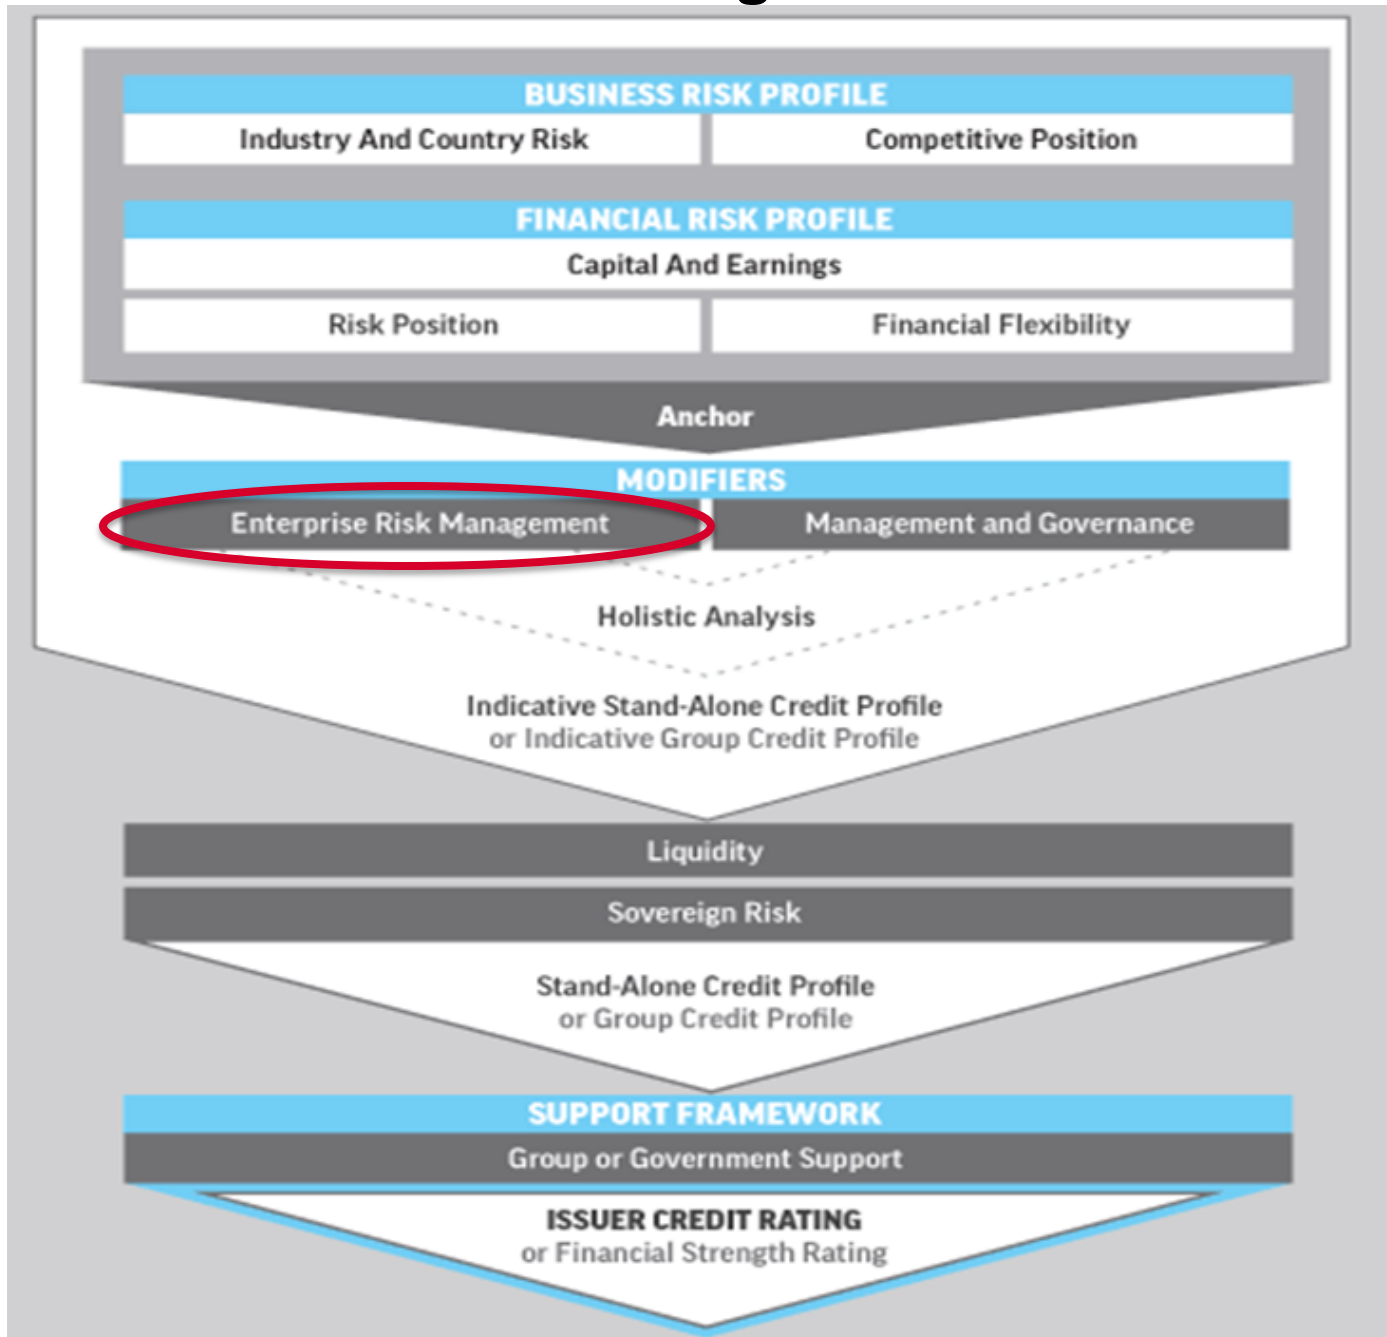 BUSINESS RISK PROFILE
Industry And Country Risk
Competitive Position
FINANCIAL RISK PROFILE
Capital And Earnings
Risk Position
Financial Flexibility
Anchor
MODIFIERS
Enterprise Risk Management
Management and Governance
Holistic Analysis
Indicative Stand-Alone Credit Profile
or Indicative Group Credit Profile
Liquidity
Sovereign Risk
Stand-Alone Credit Profile
or Group Credit Profile
SUPPORT FRAMEWORK
Group or Government Support
ISSUER CREDIT RATING
or Financial Strength Rating